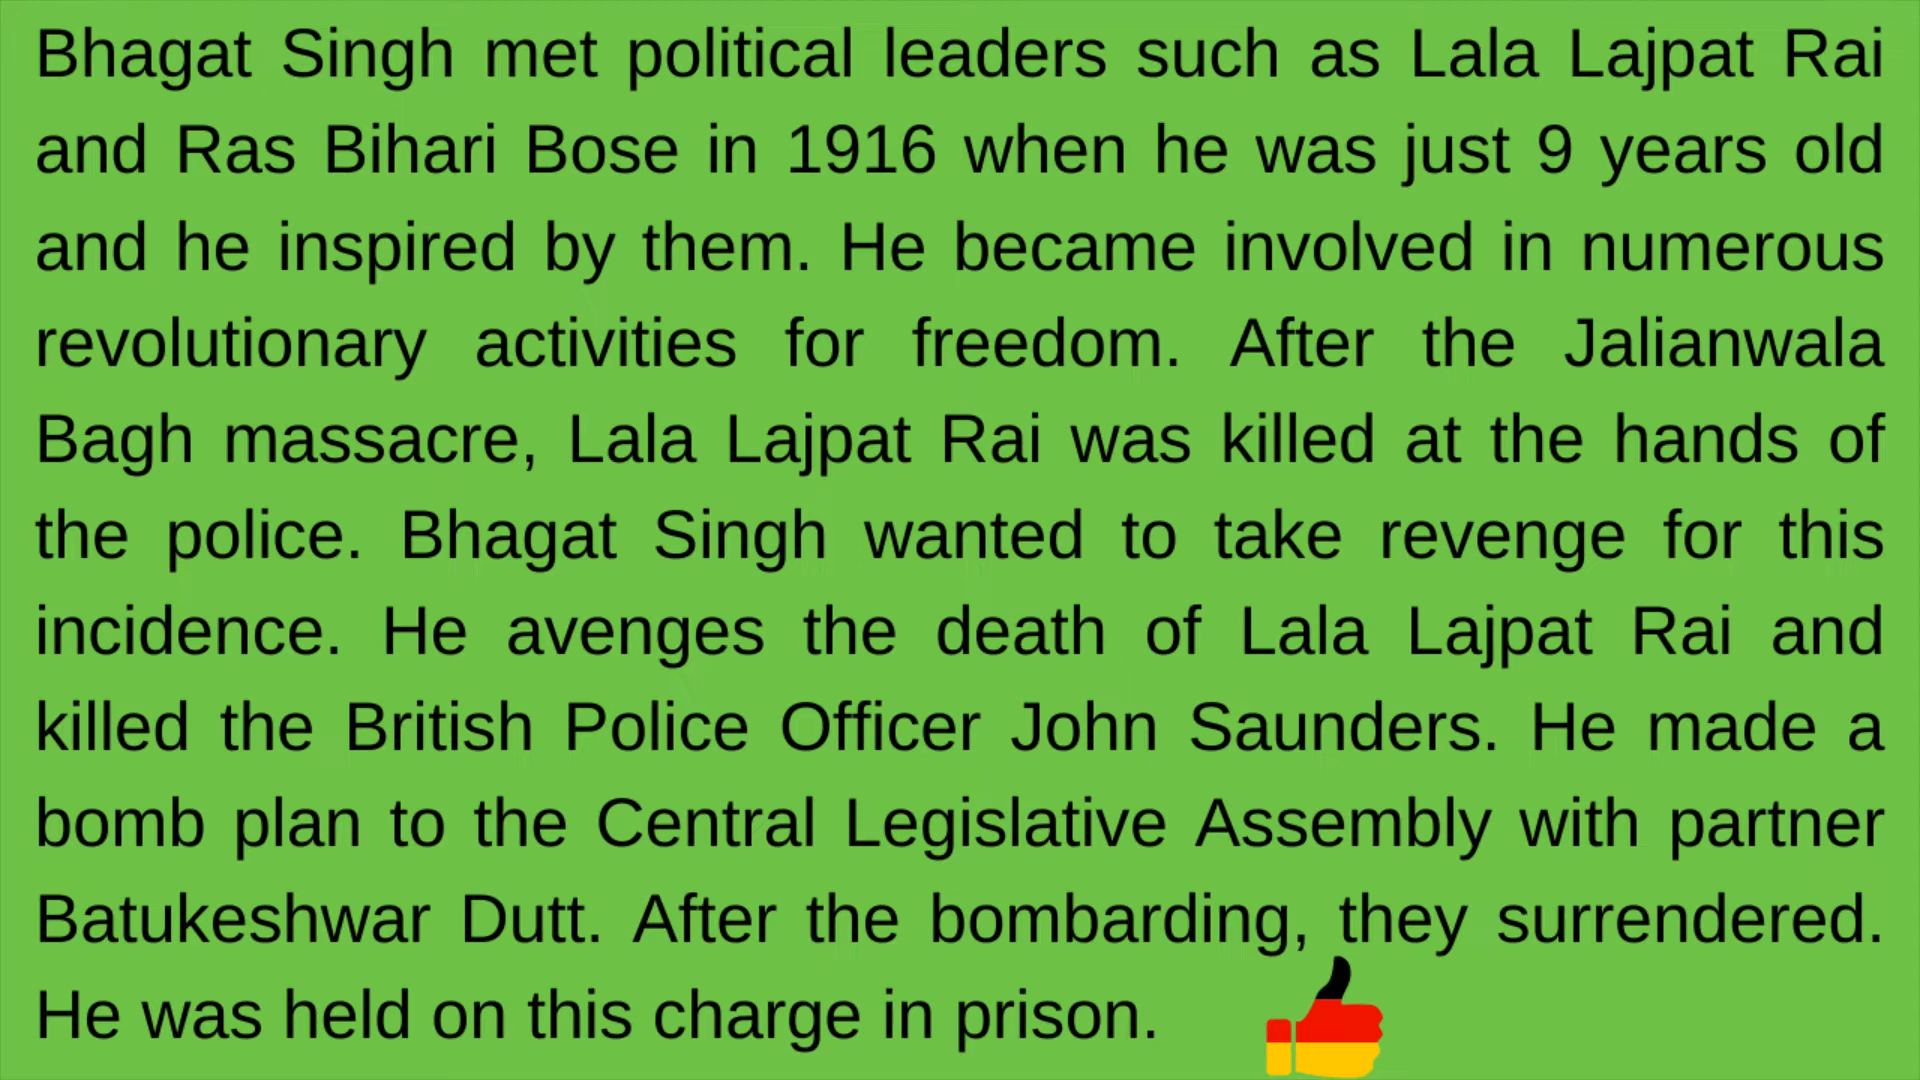 Bhagat Singh met political leaders such as Lala Lajpat Rai
and Ras Bihari Bose in 1916 when he was just 9 years old
and he inspired by them. He became involved in numerous
revolutionary activities for freedom. After the Jalianwala
Bagh massacre, Lala Lajpat Rai was killed at the hands of
the police. Bhagat Singh wanted to take revenge for this
incidence. He avenges the death of Lala Lajpat Rai and
killed the British Police Officer John Saunders. He made a
bomb plan to the Central Legislative Assembly with partner
Batukeshwar Dutt. After the bombarding, they surrendered.
He was held on this charge in prison.